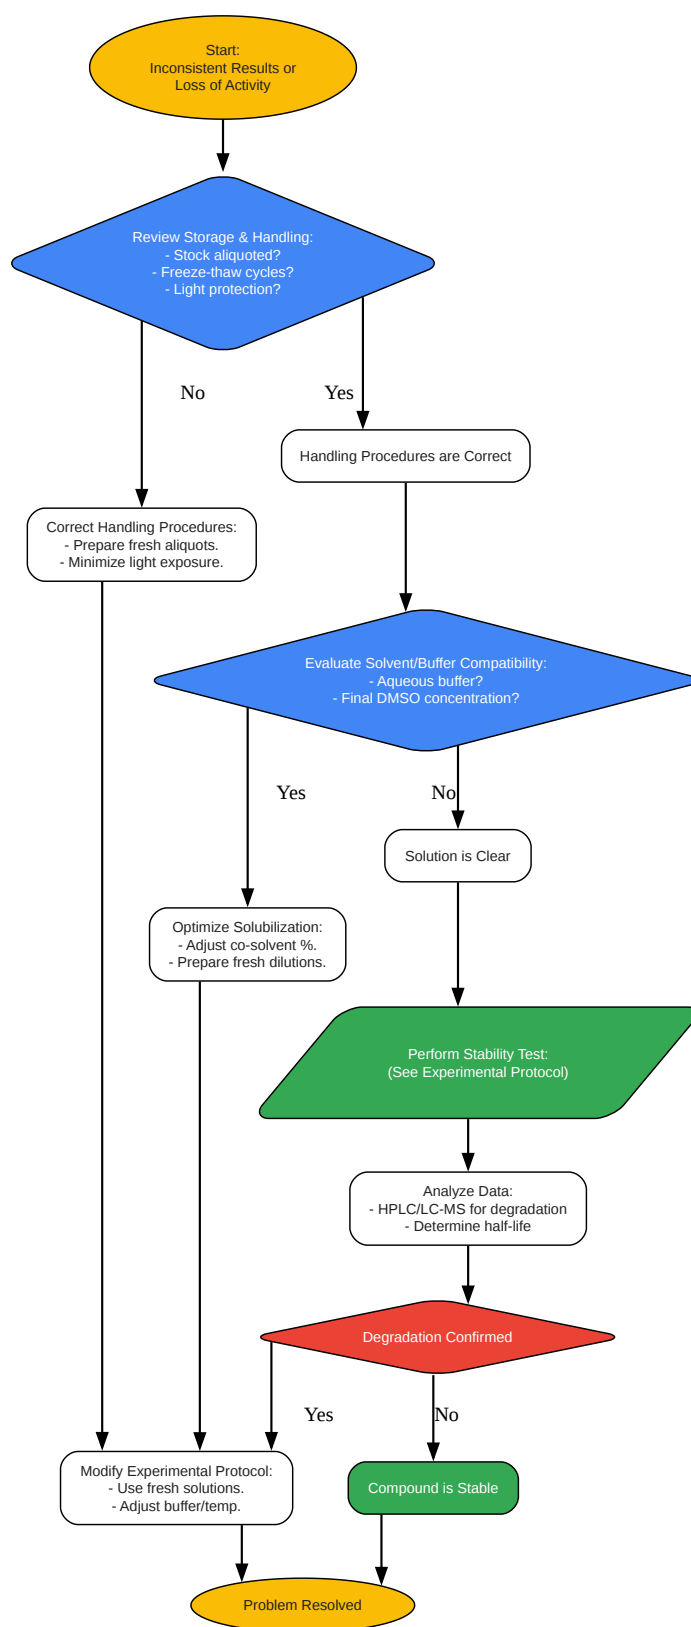 Start:
Inconsistent Results or
Loss of Activity
Review Storage & Handling:
- Stock aliquoted?
- Freeze-thaw cycles?
- Light protection?
No
Yes
Handling Procedures are Correct
Correct Handling Procedures:
- Prepare fresh aliquots.
- Minimize light exposure.
Evaluate Solvent/Buffer Compatibility:
- Aqueous buffer?
- Final DMSO concentration?
Yes
No
Solution is Clear
Optimize Solubilization:
- Adjust co-solvent %.
- Prepare fresh dilutions.
Perform Stability Test:
(See Experimental Protocol)
Analyze Data:
- HPLC/LC-MS for degradation
- Determine half-life
Degradation Confirmed
Yes
No
Modify Experimental Protocol:
- Use fresh solutions.
- Adjust buffer/temp.
Compound is Stable
Problem Resolved